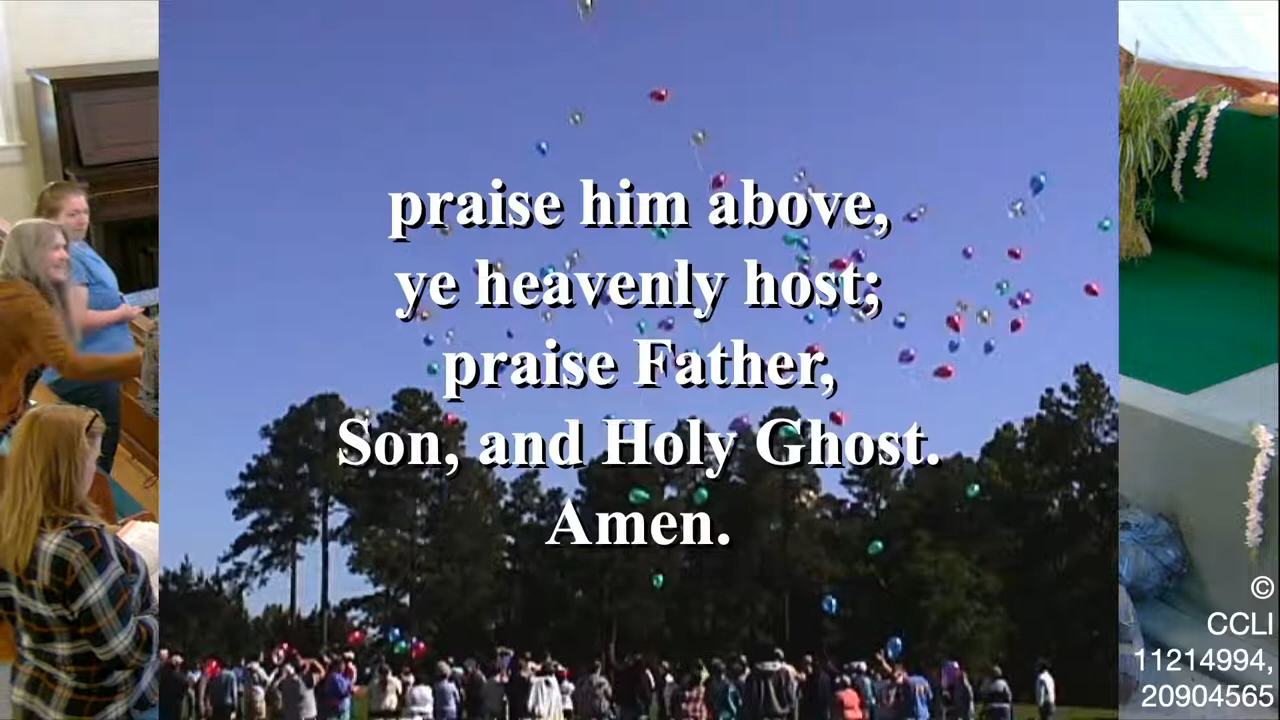 praise him above,
ye heavenly host;
praise Father,
Son, and Holy Ghost.
Amen.
©
CCLI
11214994,
20904565